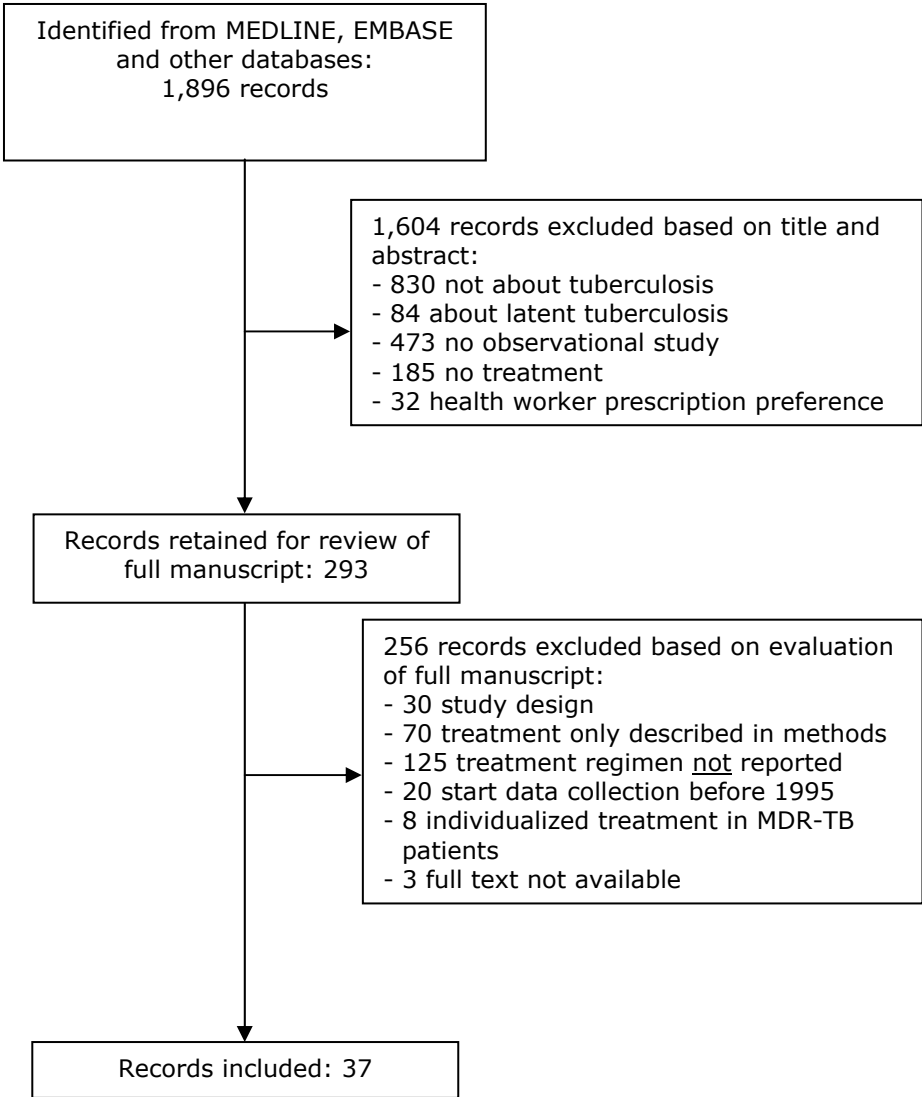 Identified from MEDLINE, EMBASE
and other databases:
1,896 records
1,604 records excluded based on title and
abstract:
- 830 not about tuberculosis
- 84 about latent tuberculosis
- 473 no observational study
- 185 no treatment
- 32 health worker prescription preference
Records retained for review of
full manuscript: 293
256 records excluded based on evaluation
of full manuscript:
- 30 study design
- 70 treatment only described in methods
- 125 treatment regimen not reported
- 20 start data collection before 1995
- 8 individualized treatment in MDR-TB
patients
- 3 full text not available
Records included: 37